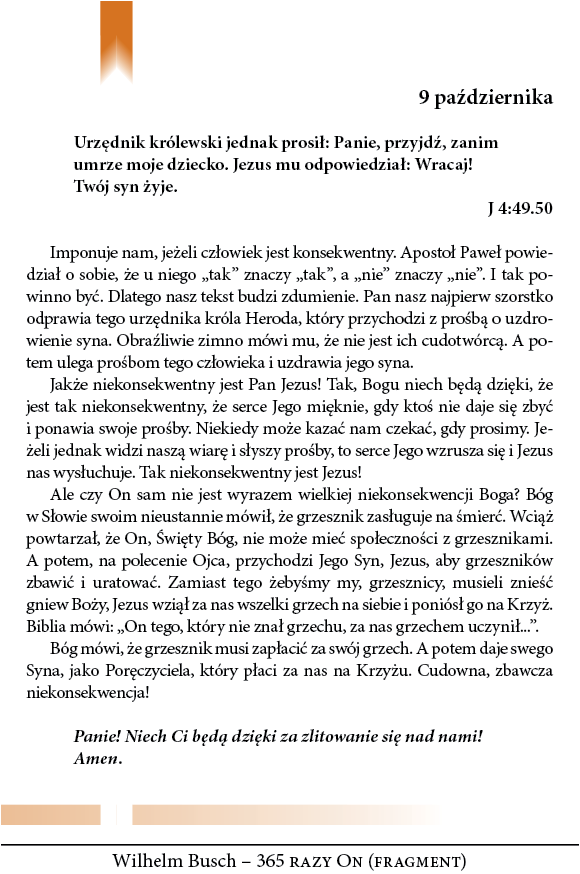 9 października
Urzędnik królewski jednak prosił: Panie, przyjdź, zanim
umrze moje dziecko. Jezus mu odpowiedział: Wracaj!
Twój syn żyje.
J 4:49.50
Imponuje nam, jeżeli człowiek jest konsekwentny. Apostoł Paweł powie-
dział o sobie, że u niego „tak” znaczy „tak”, a „nie” znaczy „nie”. I tak po-
winno być. Dlatego nasz tekst budzi zdumienie. Pan nasz najpierw szorstko
odprawia tego urzędnika króla Heroda, który przychodzi z prośbą o uzdro-
wienie syna. Obraźliwie zimno mówi mu, że nie jest ich cudotwórcą. A po-
tem ulega prośbom tego człowieka i uzdrawia jego syna.
Jakże niekonsekwentny jest Pan Jezus! Tak, Bogu niech będą dzięki, że
jest tak niekonsekwentny, że serce Jego mięknie, gdy ktoś nie daje się zbyć
i ponawia swoje prośby. Niekiedy może kazać nam czekać, gdy prosimy. Je-
żeli jednak widzi naszą wiarę i słyszy prośby, to serce Jego wzrusza się i Jezus
nas wysłuchuje. Tak niekonsekwentny jest Jezus!
Ale czy On sam nie jest wyrazem wielkiej niekonsekwencji Boga? Bóg
w Słowie swoim nieustannie mówił, że grzesznik zasługuje na śmierć. Wciąż
powtarzał, że On, Święty Bóg, nie może mieć społeczności z grzesznikami.
A potem, na polecenie Ojca, przychodzi Jego Syn, Jezus, aby grzeszników
zbawić i uratować. Zamiast tego żebyśmy my, grzesznicy, musieli znieść
gniew Boży, Jezus wziął za nas wszelki grzech na siebie i poniósł go na Krzyż.
Biblia mówi: „On tego, który nie znał grzechu, za nas grzechem uczynił...”.
Bóg mówi, że grzesznik musi zapłacić za swój grzech. A potem daje swego
Syna, jako Poręczyciela, który płaci za nas na Krzyżu. Cudowna, zbawcza
niekonsekwencja!
Panie! Niech Ci będą dzięki za zlitowanie się nad nami!
Amen.
Wilhelm Busch – 365 razy On (fragment)